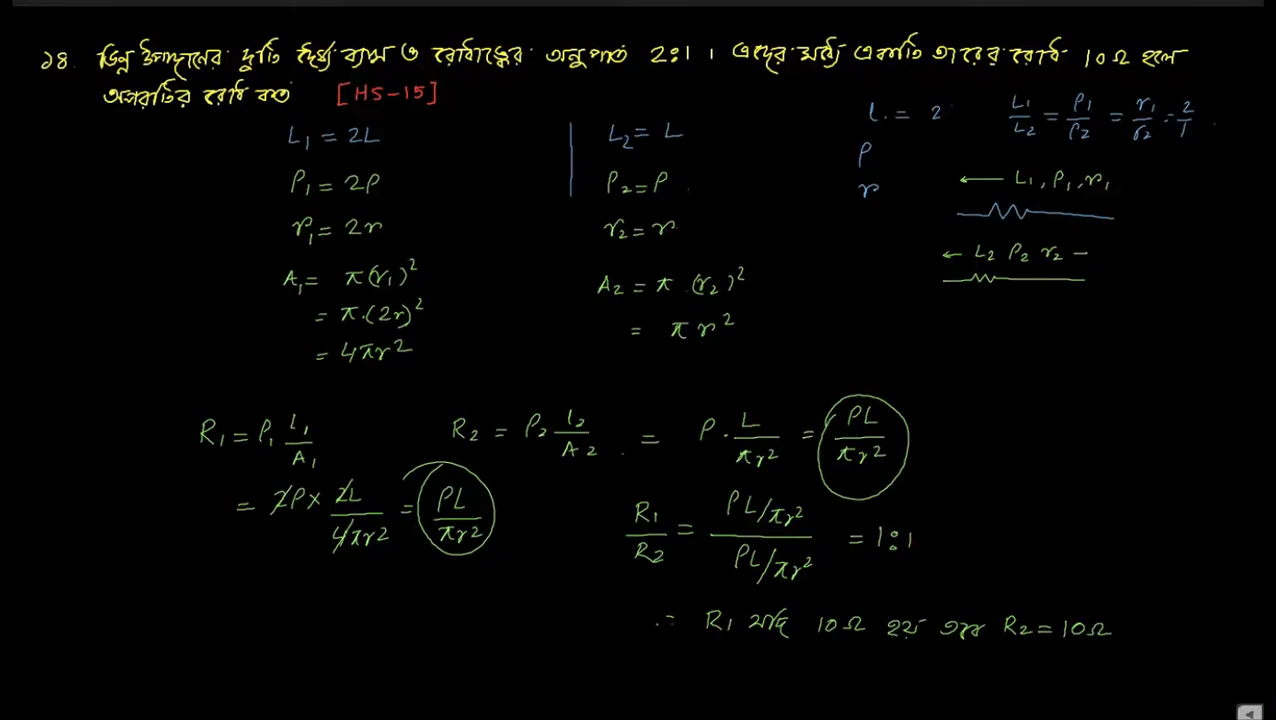 ১৪. ভিন্ন উপাদানের দুটি দৈর্ঘ্য ব্যাস ও রোধাঙ্কের অনুপাত 2:1। এদের মধ্যে একটি তারের রোধ 10Ω হলে
অপরটির রোধ কত [HS-15]
L₁ = 2L
ρ₁ = 2ρ
r₁ = 2r
A₁ = π(r₁)²
= π·(2r)²
= 4πr²
L₂ = L
ρ₂ = ρ
r₂ = r
A₂ = π·(r₂)²
= πr²
l = 2
ρ
r
L₁/L₂ = ρ₁/ρ₂ = r₁/r₂ = 2/1
← L₁, ρ₁, r₁
← L₂ ρ₂ r₂ –
R₁ = ρ₁ L₁/A₁
= 2ρ × 2L/4πr² = ρL/πr²
R₂ = ρ₂ l₂/A₂ = ρ · L/πr² = ρL/πr²
R₁/R₂ = (ρL/πr²)/(ρL/πr²) = 1:1
∴ R₁ যদি 10Ω হয় তবে R₂ = 10Ω